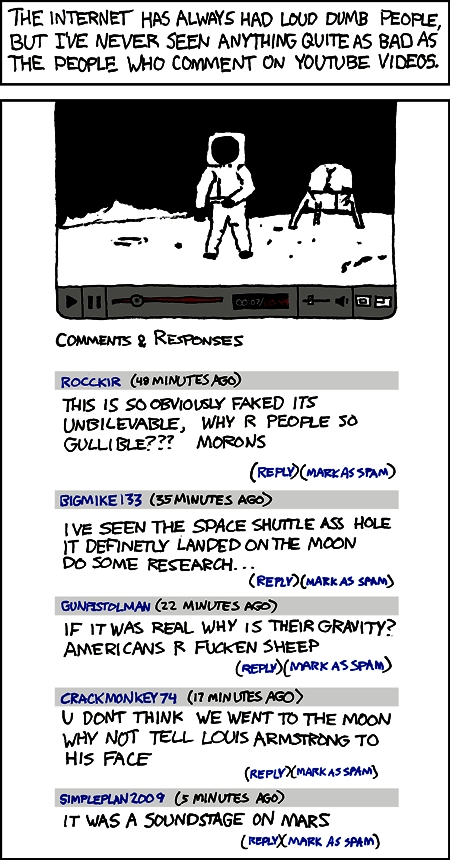 THE INTERNET HAS ALWAYS HAD LOUD DUMB PEOPLE,
BUT I'VE NEVER SEEN ANYTHING QUITE AS BAD AS
THE PEOPLE WHO COMMENT ON YOUTUBE VIDEOS.
COMMENTS & RESPONSES
ROCCKIR (48 MINUTES AGO)
THIS IS SO OBVIOUSLY FAKED ITS
UNBILEVABLE, WHY R PEOPLE SO
GULLIBLE??? MORONS
(REPLY)(MARK AS SPAM)
BIGMIKE133 (35 MINUTES AGO)
IVE SEEN THE SPACE SHUTTLE ASS HOLE
IT DEFINETLY LANDED ON THE MOON
DO SOME RESEARCH...
(REPLY)(MARK AS SPAM)
GUNPISTOLMAN (22 MINUTES AGO)
IF IT WAS REAL WHY IS THEIR GRAVITY?
AMERICANS R FUCKEN SHEEP
(REPLY)(MARK AS SPAM)
CRACKMONKEY74 (17 MINUTES AGO)
U DONT THINK WE WENT TO THE MOON
WHY NOT TELL LOUIS ARMSTRONG TO
HIS FACE
(REPLY)(MARK AS SPAM)
SIMPLEPLAN2009 (5 MINUTES AGO)
IT WAS A SOUNDSTAGE ON MARS
(REPLY)(MARK AS SPAM)